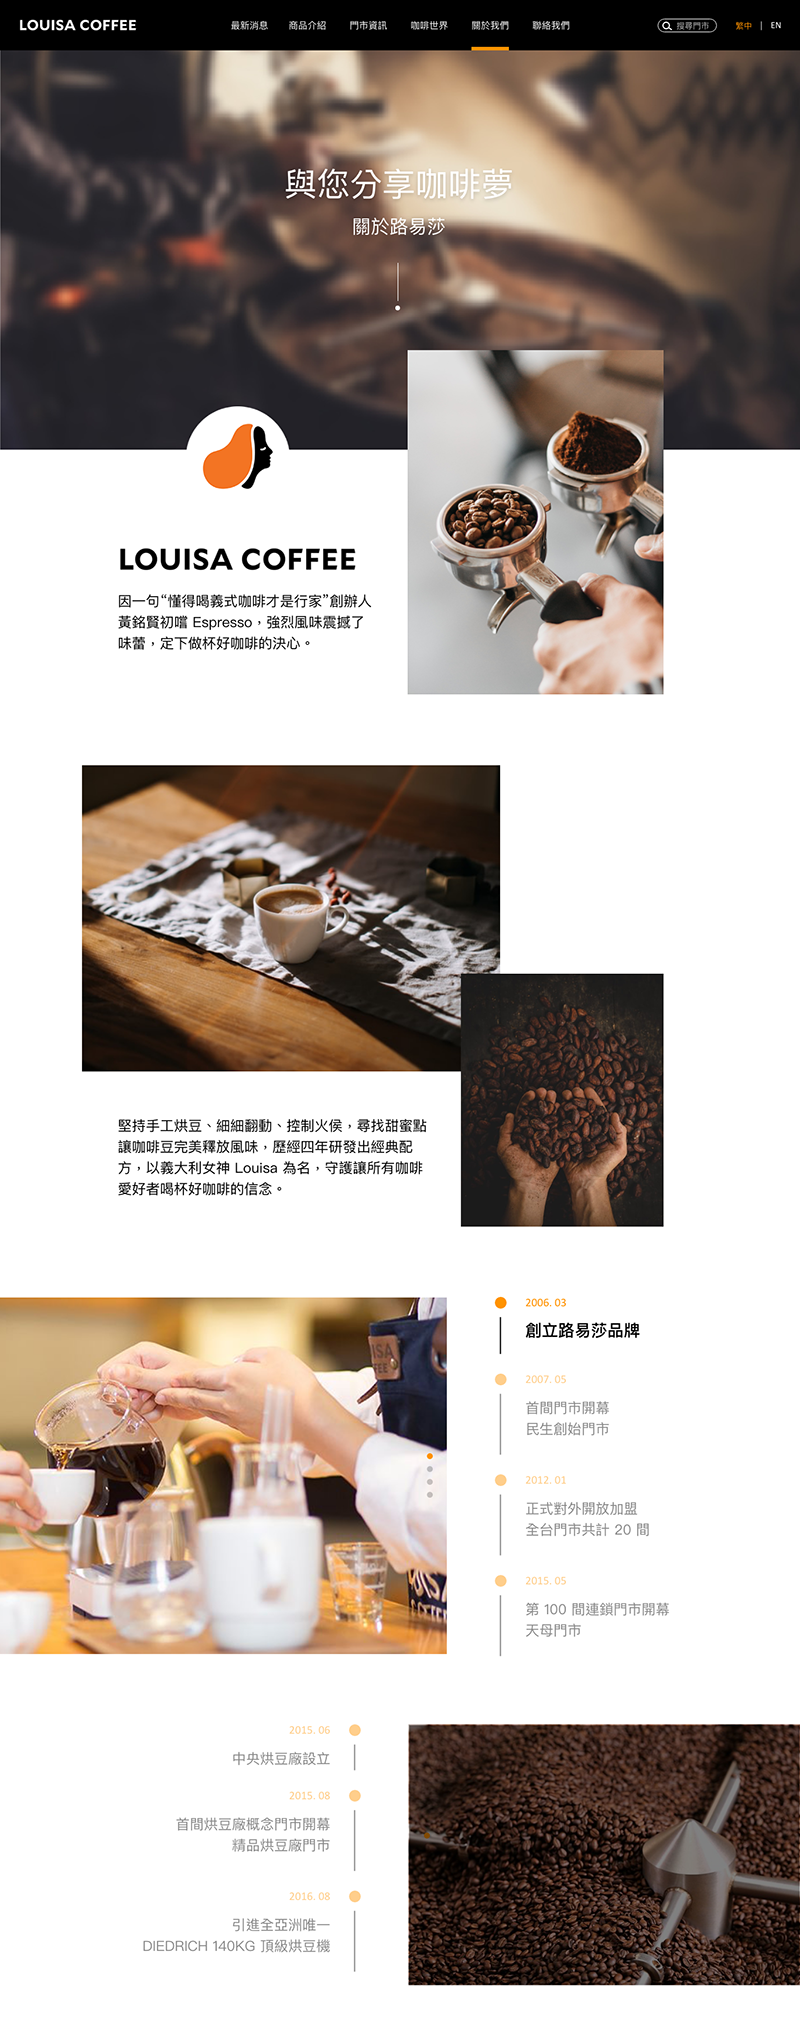 LOUISA COFFEE
最新消息 商品介紹 門市資訊 咖啡世界 關於我們 聯絡我們
搜尋門市
繁中 | EN
與您分享咖啡夢
關於路易莎
LOUISA COFFEE
因一句“懂得喝義式咖啡才是行家”創辦人
黃銘賢初嚐 Espresso，強烈風味震撼了
味蕾，定下做杯好咖啡的決心。
堅持手工烘豆、細細翻動、控制火侯，尋找甜蜜點
讓咖啡豆完美釋放風味，歷經四年研發出經典配
方，以義大利女神 Louisa 為名，守護讓所有咖啡
愛好者喝杯好咖啡的信念。
2006. 03
創立路易莎品牌
2007. 05
首間門市開幕
民生創始門市
2012. 01
正式對外開放加盟
全台門市共計 20 間
2015. 05
第 100 間連鎖門市開幕
天母門市
2015. 06
中央烘豆廠設立
2015. 08
首間烘豆廠概念門市開幕
精品烘豆廠門市
2016. 08
引進全亞洲唯一
DIEDRICH 140KG 頂級烘豆機